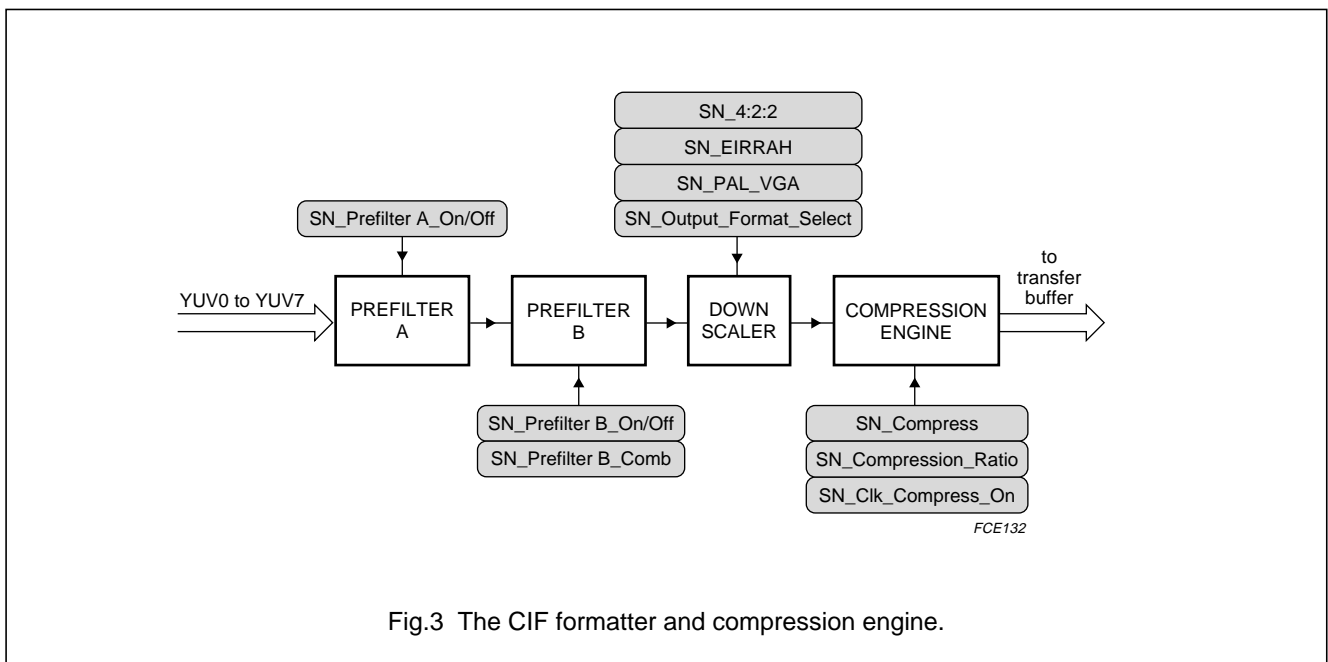 SN_4:2:2
SN_EIRRAH
SN_PAL_VGA
SN_Output_Format_Select
SN_Prefilter A_On/Off
YUV0 to YUV7
PREFILTER
A
PREFILTER
B
DOWN
SCALER
COMPRESSION
ENGINE
to
transfer
buffer
SN_Prefilter B_On/Off
SN_Prefilter B_Comb
SN_Compress
SN_Compression_Ratio
SN_Clk_Compress_On
FCE132
Fig.3 The CIF formatter and compression engine.